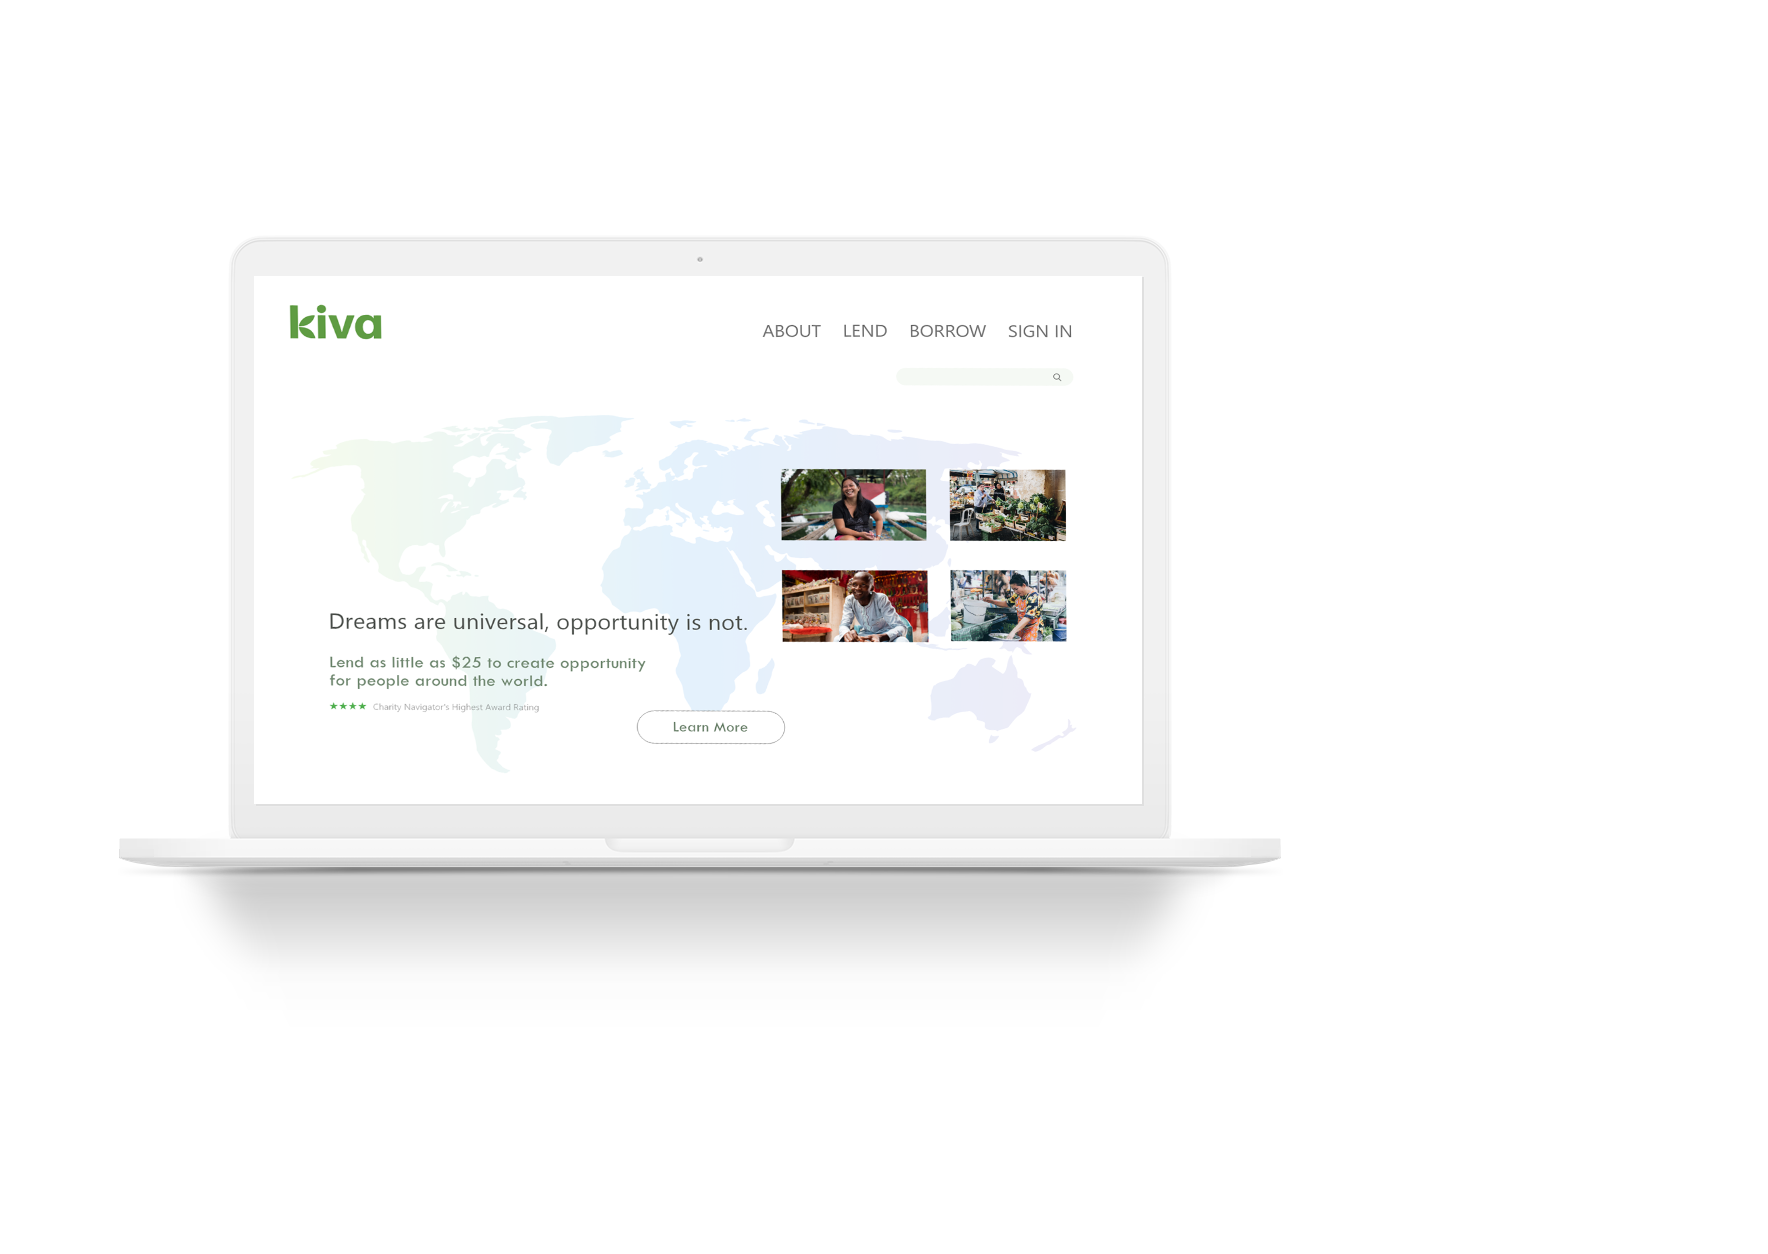 kiva
ABOUT LEND BORROW SIGN IN
Dreams are universal, opportunity is not.
Lend as little as $25 to create opportunity
for people around the world.
★★★★ Charity Navigator's Highest Award Rating
Learn More